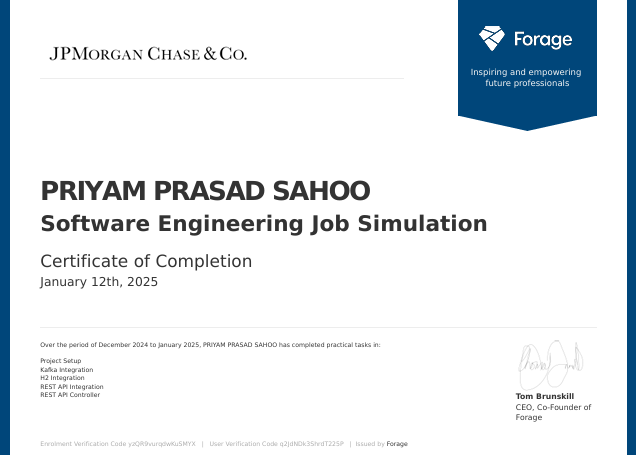 JPMORGAN CHASE & CO.
Forage
Inspiring and empowering
future professionals
PRIYAM PRASAD SAHOO
Software Engineering Job Simulation
Certificate of Completion
January 12th, 2025
Over the period of December 2024 to January 2025, PRIYAM PRASAD SAHOO has completed practical tasks in:
Project Setup
Kafka Integration
H2 Integration
REST API Integration
REST API Controller
Tom Brunskill
CEO, Co-Founder of
Forage
Enrolment Verification Code | User Verification Code | Issued by Forage